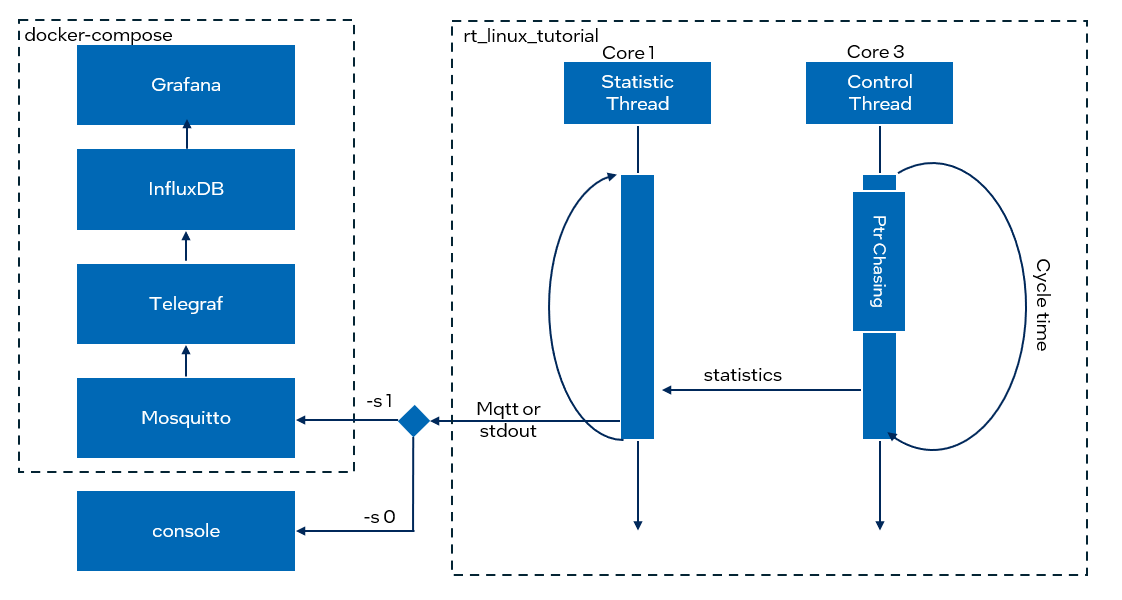 docker-compose
Grafana
InfluxDB
Telegraf
Mosquitto
console
-s 1
-s 0
Mqtt or
stdout
rt_linux_tutorial
Core 1
Statistic
Thread
Core 3
Control
Thread
Ptr Chasing
Cycle time
statistics